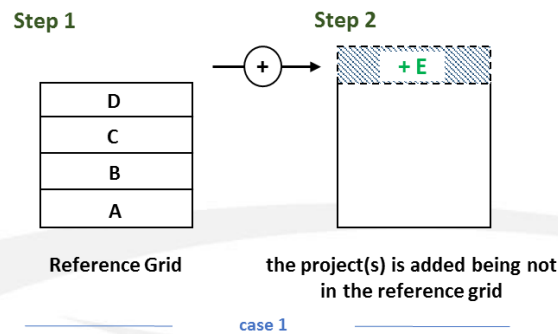 Step 1
Step 2
+
+ E
D
C
B
A
Reference Grid
the project(s) is added being not
in the reference grid
case 1